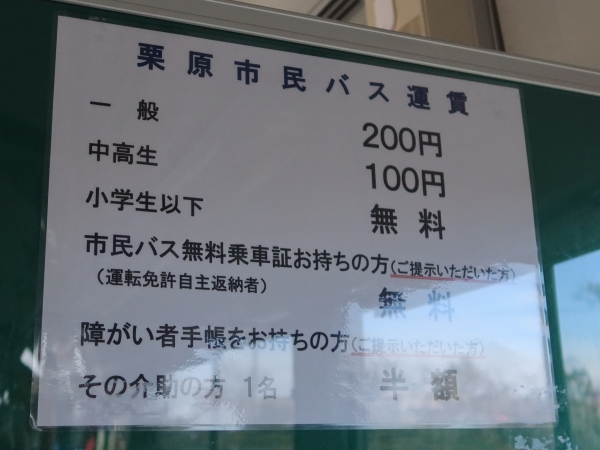 栗原市民バス運賃
一般 200円
中高生 100円
小学生以下 無料
市民バス無料乗車証お持ちの方(ご提示いただいた方)
(運転免許自主返納者) 無料
障がい者手帳をお持ちの方(ご提示いただいた方)
その介助の方 1名 半額